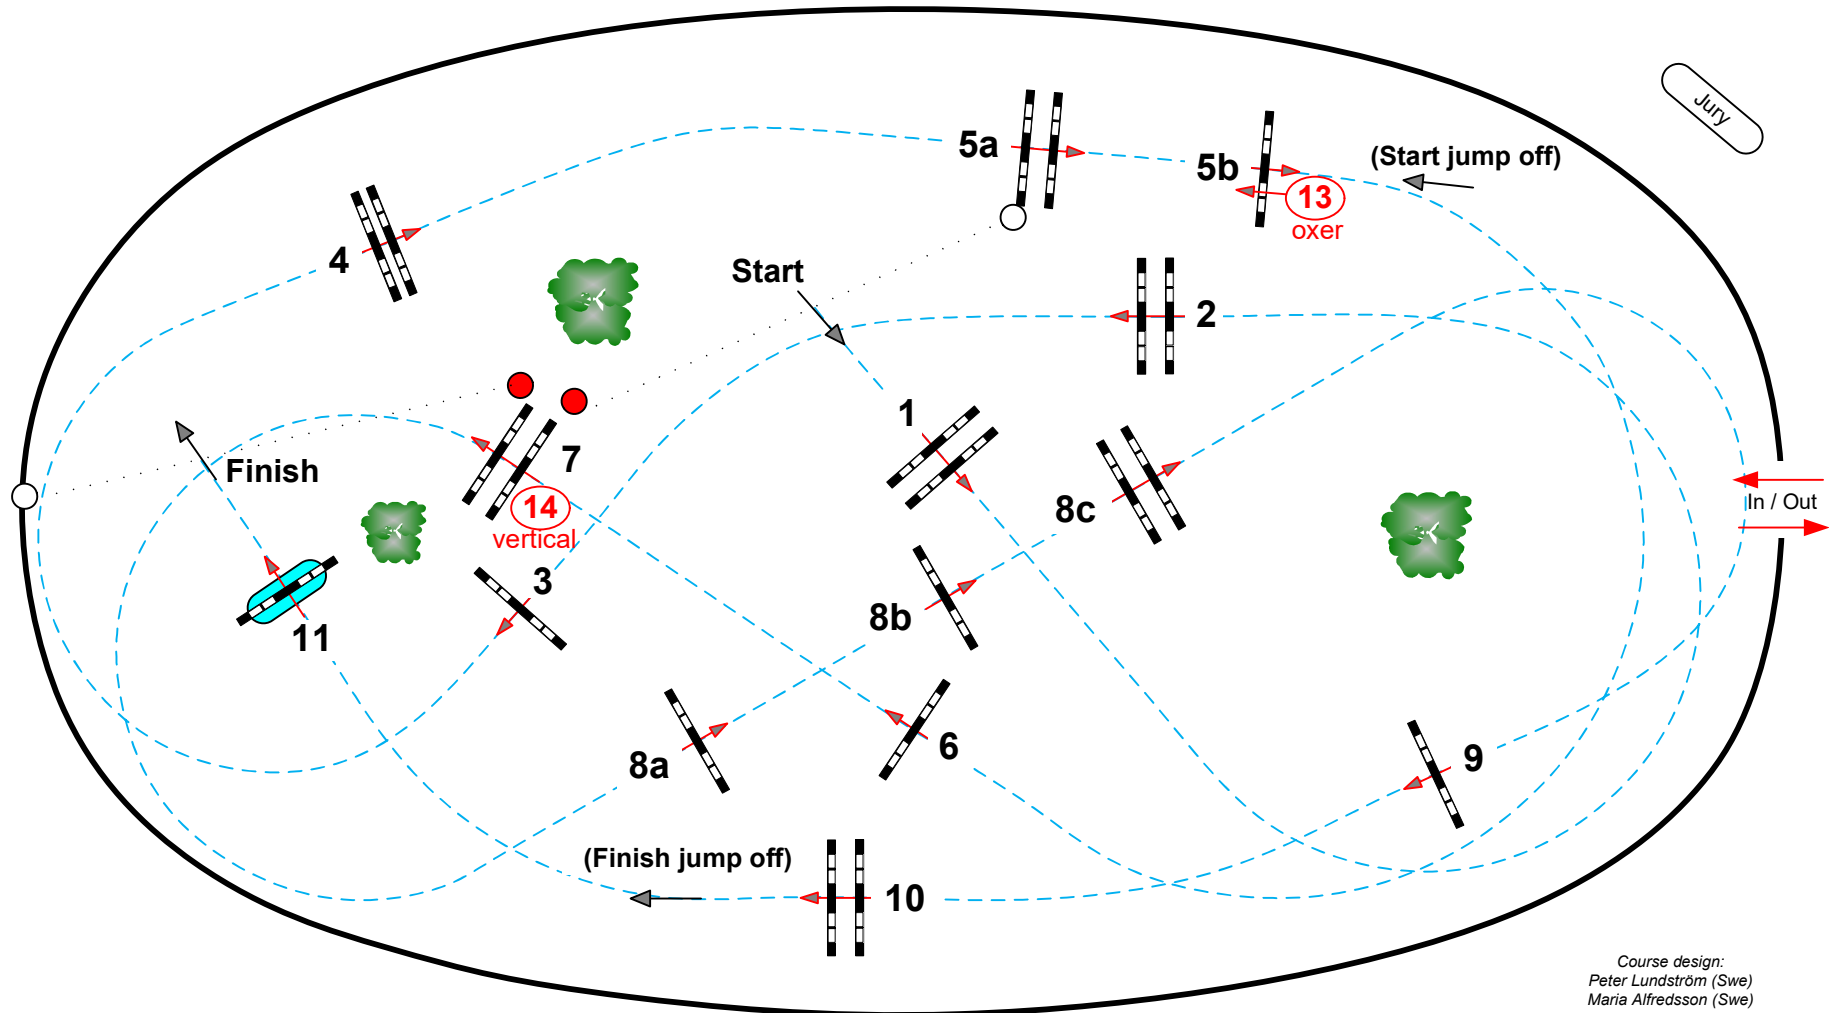 Jury
5a
5b
(Start jump off)
13
oxer
4
Start
2
1
Finish
7
14
vertical
8c
In / Out
3
8b
11
6
8a
9
(Finish jump off)
10
Course design:
Peter Lundström (Swe)
Maria Alfredsson (Swe)